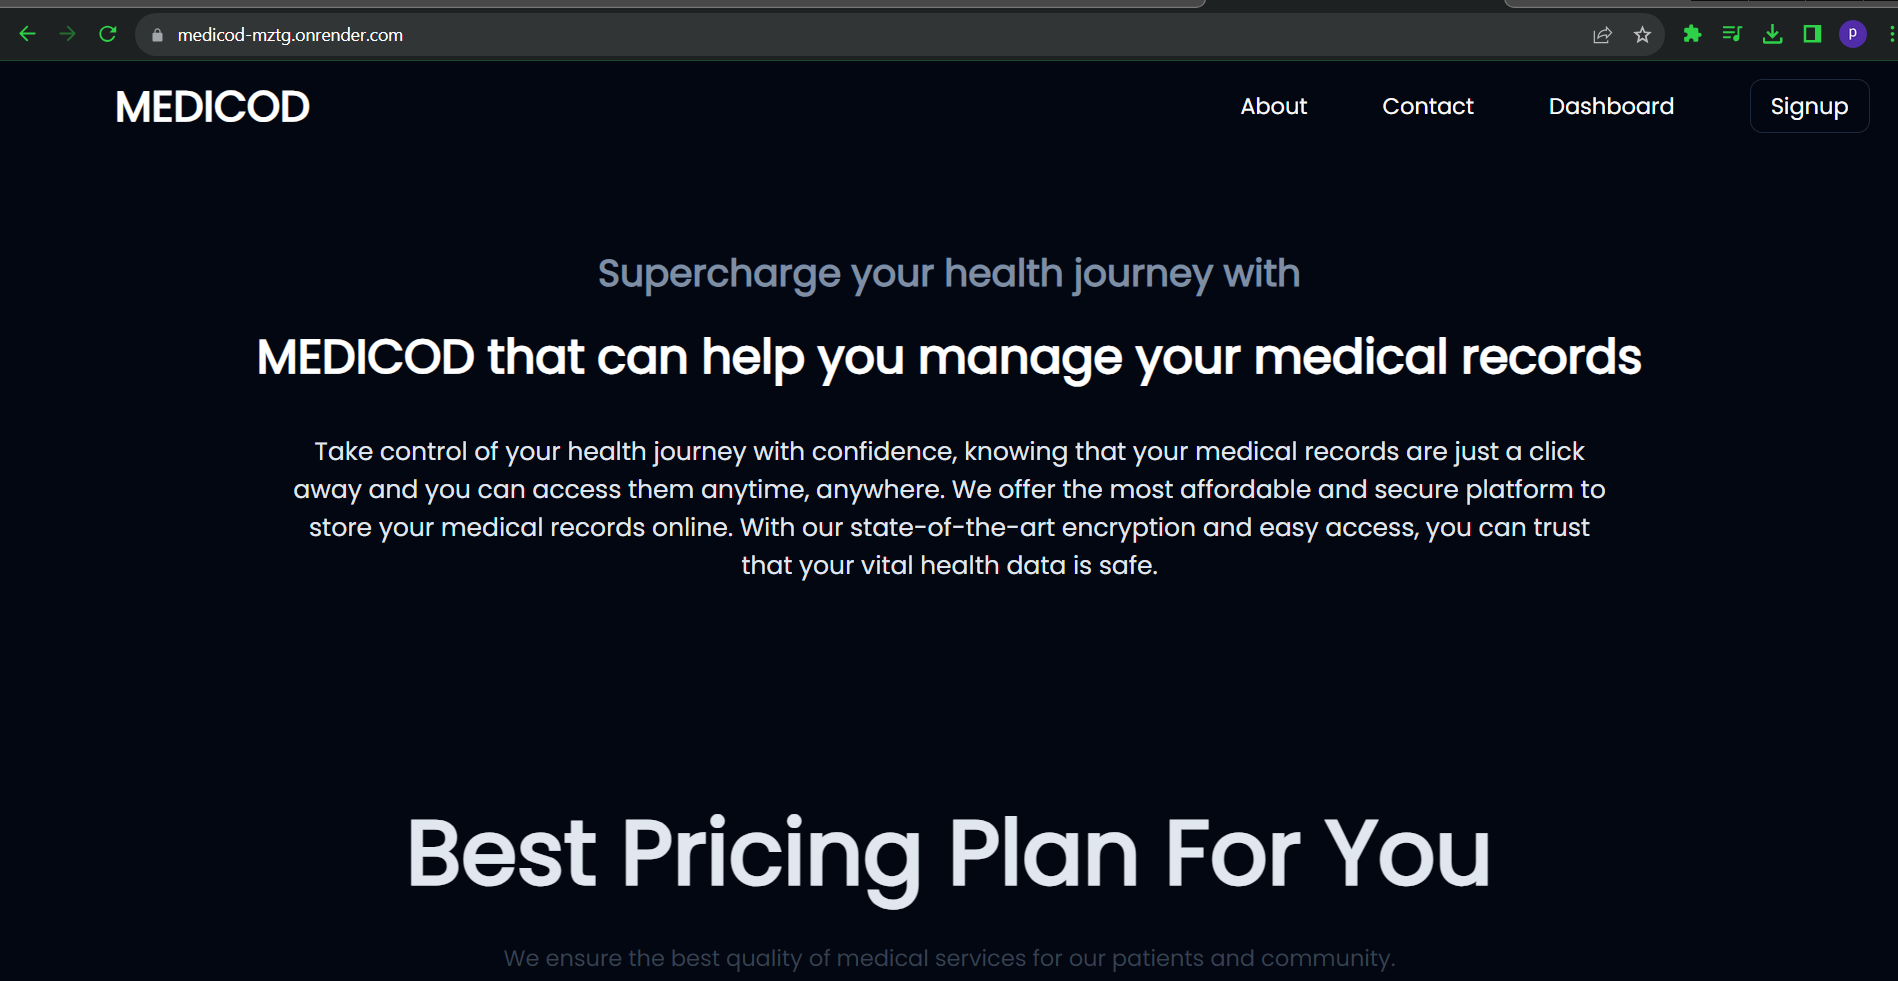 medicod-mztg.onrender.com
p
MEDICOD
About
Contact
Dashboard
Signup
Supercharge your health journey with
MEDICOD that can help you manage your medical records
Take control of your health journey with confidence, knowing that your medical records are just a click
away and you can access them anytime, anywhere. We offer the most affordable and secure platform to
store your medical records online. With our state-of-the-art encryption and easy access, you can trust
that your vital health data is safe.
Best Pricing Plan For You
We ensure the best quality of medical services for our patients and community.